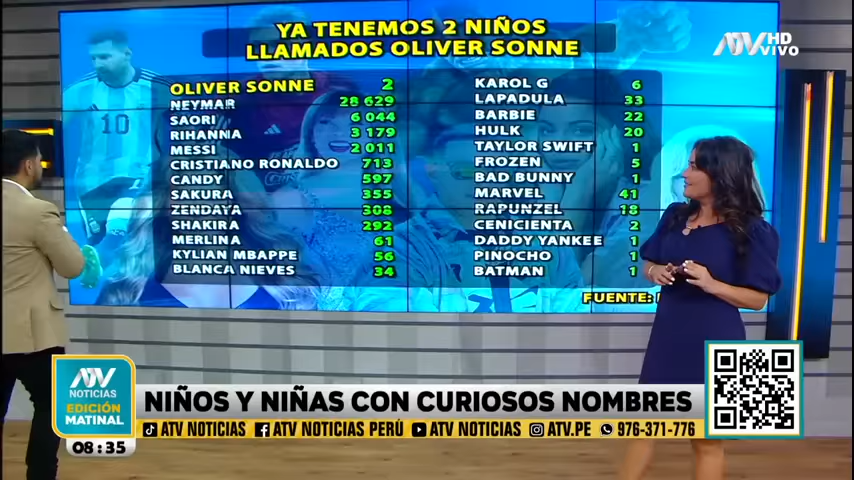 YA TENEMOS 2 NIÑOS
LLAMADOS OLIVER SONNE
ATV HD
VIVO
OLIVER SONNE 2
NEYMAR 28 629
SAORI 6 044
RIHANNA 3 179
MESSI 2 011
CRISTIANO RONALDO 713
CANDY 597
SAKURA 355
ZENDAYA 308
SHAKIRA 292
MERLINA 61
KYLIAN MBAPPE 56
BLANCA NIEVES 34
KAROL G 6
LAPADULA 33
BARBIE 22
HULK 20
TAYLOR SWIFT 1
FROZEN 5
BAD BUNNY 1
MARVEL 41
RAPUNZEL 18
CENICIENTA 2
DADDY YANKEE 1
PINOCHO 1
BATMAN 1
FUENTE:
10
ATV
NOTICIAS
EDICIÓN
MATINAL
08:35
NIÑOS Y NIÑAS CON CURIOSOS NOMBRES
ATV NOTICIAS ATV NOTICIAS PERÚ ATV NOTICIAS ATV.PE 976-371-776